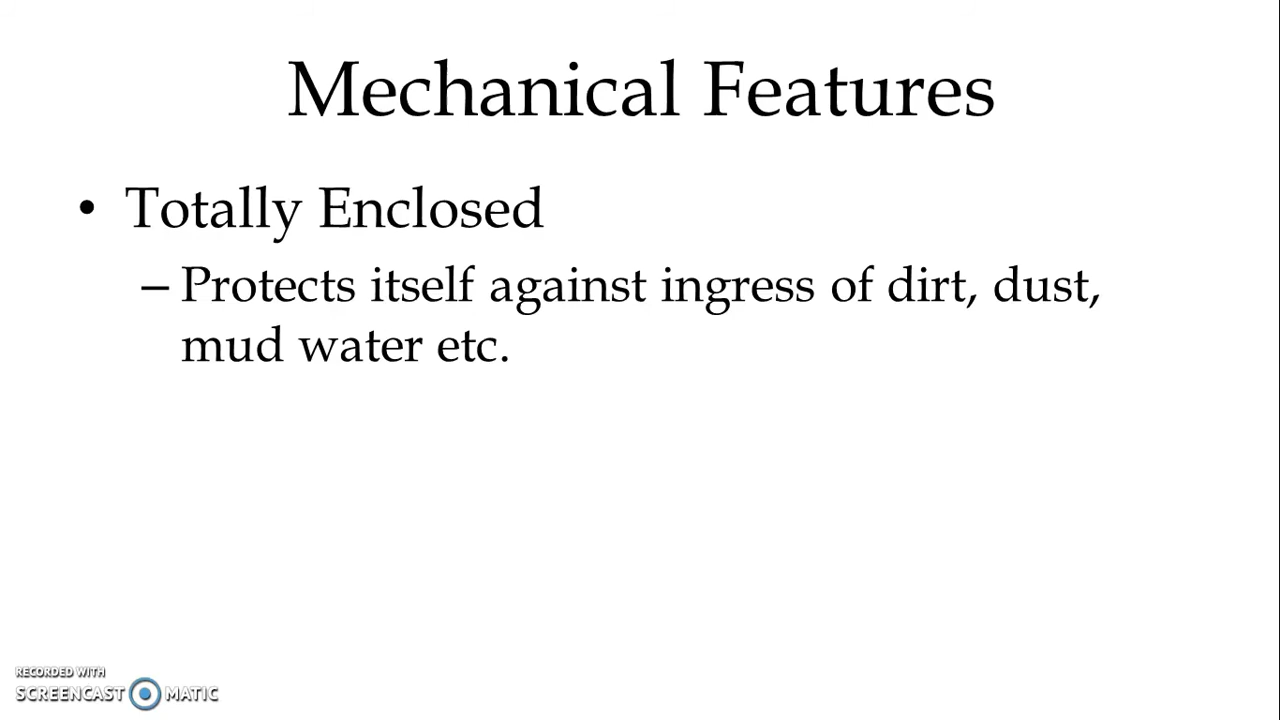 Mechanical Features
• Totally Enclosed
– Protects itself against ingress of dirt, dust,
mud water etc.
RECORDED WITH
SCREENCAST MATIC